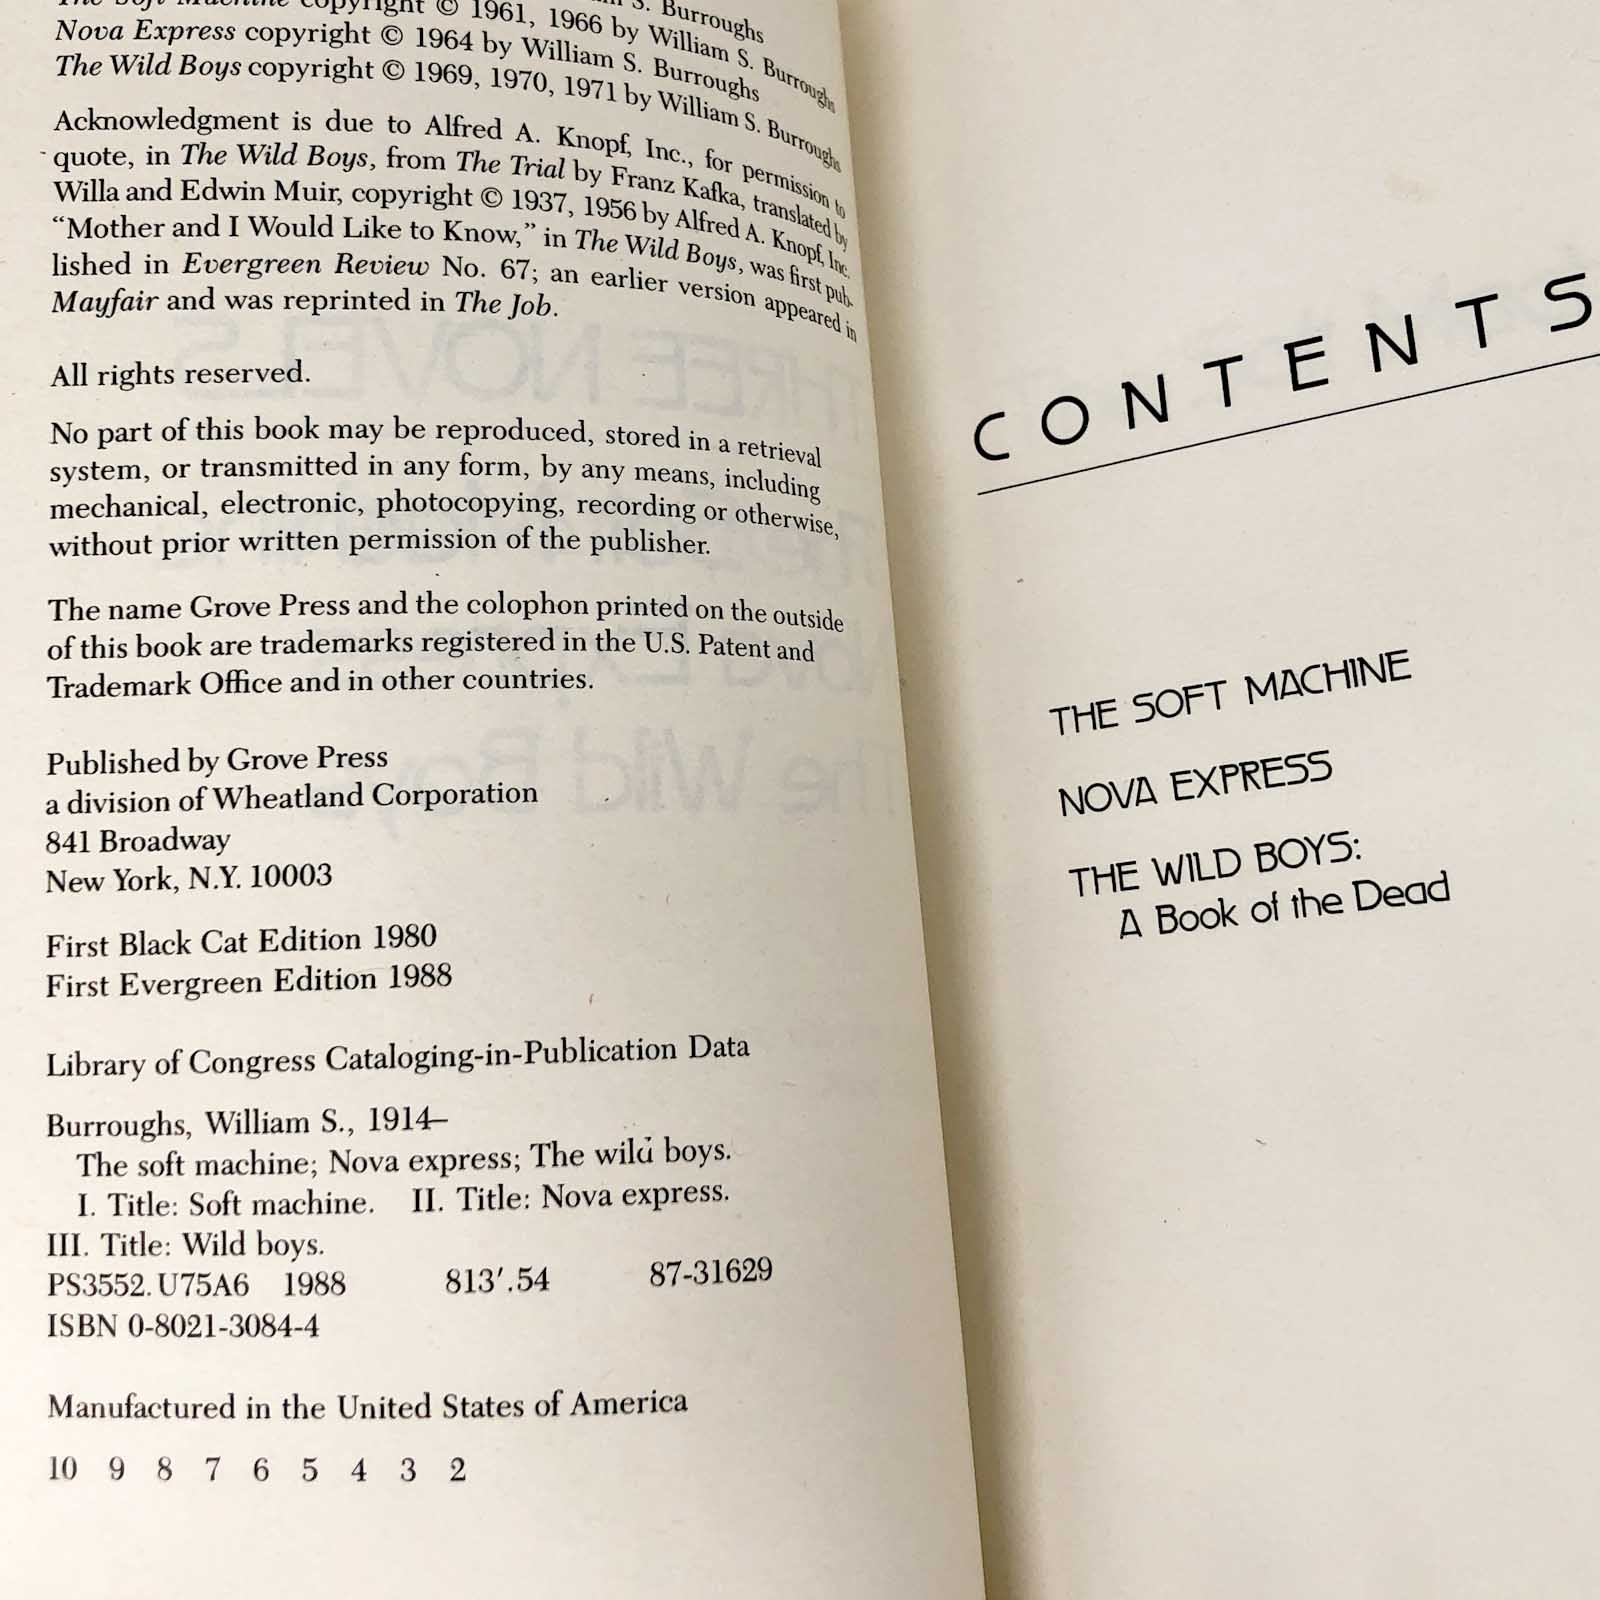 The Soft Machine copyright © 1961, 1966 by William S. Burroughs
Nova Express copyright © 1964 by William S. Burroughs
The Wild Boys copyright © 1969, 1970, 1971 by William S. Burroughs
Acknowledgment is due to Alfred A. Knopf, Inc., for permission to
quote, in The Wild Boys, from The Trial by Franz Kafka, translated by
Willa and Edwin Muir, copyright © 1937, 1956 by Alfred A. Knopf, Inc.
“Mother and I Would Like to Know,” in The Wild Boys, was first pub-
lished in Evergreen Review No. 67; an earlier version appeared in
Mayfair and was reprinted in The Job.
All rights reserved.
No part of this book may be reproduced, stored in a retrieval
system, or transmitted in any form, by any means, including
mechanical, electronic, photocopying, recording or otherwise,
without prior written permission of the publisher.
The name Grove Press and the colophon printed on the outside
of this book are trademarks registered in the U.S. Patent and
Trademark Office and in other countries.
Published by Grove Press
a division of Wheatland Corporation
841 Broadway
New York, N.Y. 10003
First Black Cat Edition 1980
First Evergreen Edition 1988
Library of Congress Cataloging-in-Publication Data
Burroughs, William S., 1914–
The soft machine; Nova express; The wild boys.
I. Title: Soft machine. II. Title: Nova express.
III. Title: Wild boys.
PS3552.U75A6 1988 813′.54 87-31629
ISBN 0-8021-3084-4
Manufactured in the United States of America
10 9 8 7 6 5 4 3 2
CONTENTS
THE SOFT MACHINE
NOVA EXPRESS
THE WILD BOYS:
A Book of the Dead